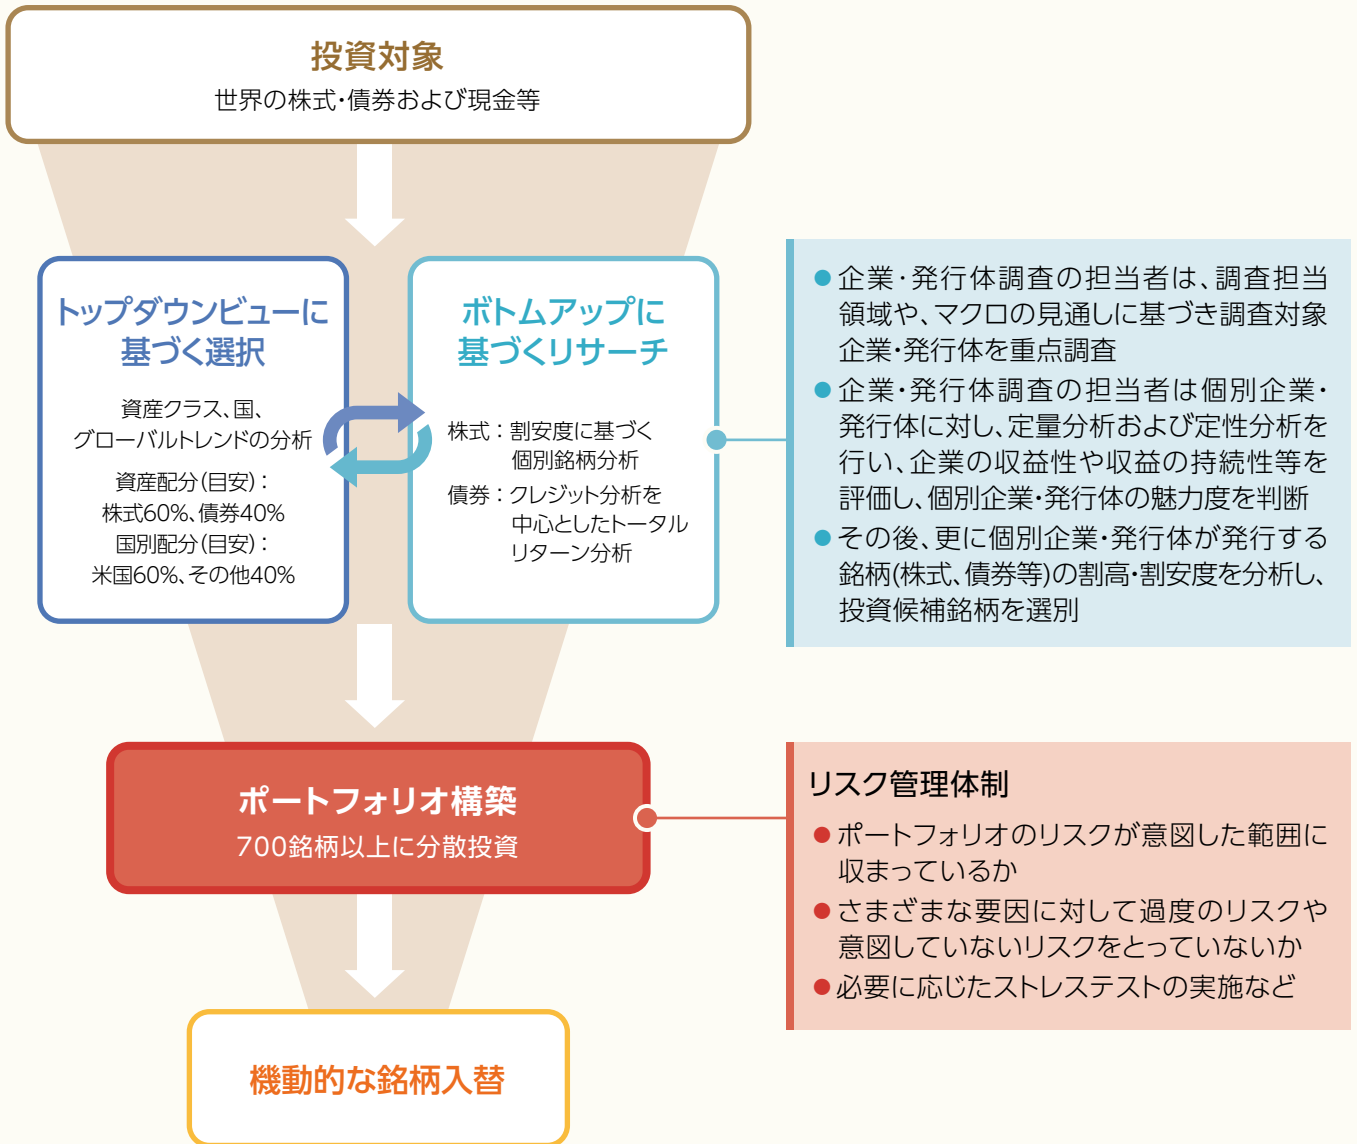 投資対象
世界の株式・債券および現金等
トップダウンビューに
基づく選択
資産クラス、国、
グローバルトレンドの分析
資産配分(目安)：
株式60%、債券40%
国別配分(目安)：
米国60%、その他40%
ボトムアップに
基づくリサーチ
株式：割安度に基づく
個別銘柄分析
債券：クレジット分析を
中心としたトータル
リターン分析
●企業・発行体調査の担当者は、調査担当
領域や、マクロの見通しに基づき調査対象
企業・発行体を重点調査
●企業・発行体調査の担当者は個別企業・
発行体に対し、定量分析および定性分析を
行い、企業の収益性や収益の持続性等を
評価し、個別企業・発行体の魅力度を判断
●その後、更に個別企業・発行体が発行する
銘柄(株式、債券等)の割高・割安度を分析し、
投資候補銘柄を選別
ポートフォリオ構築
700銘柄以上に分散投資
リスク管理体制
●ポートフォリオのリスクが意図した範囲に
収まっているか
●さまざまな要因に対して過度のリスクや
意図していないリスクをとっていないか
●必要に応じたストレステストの実施など
機動的な銘柄入替